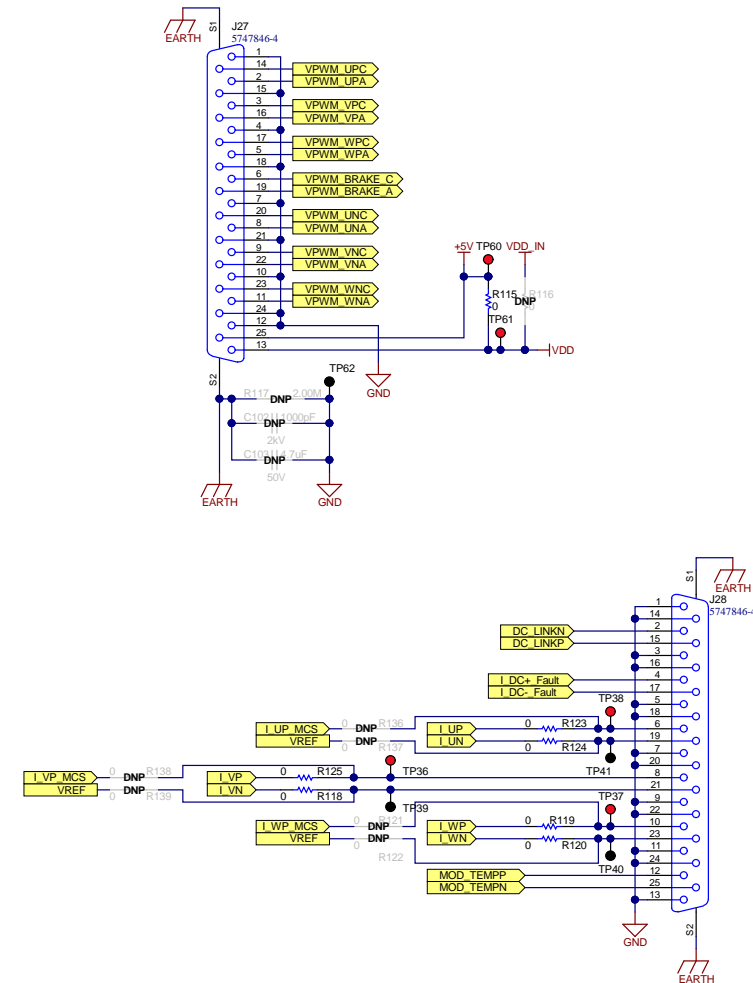 EARTH
S1
J27
5747846-4
1
14
VPWM_UPC
2
VPWM_UPA
15
3
VPWM_VPC
16
VPWM_VPA
4
17
VPWM_WPC
5
VPWM_WPA
18
6
VPWM_BRAKE_C
19
VPWM_BRAKE_A
7
20
VPWM_UNC
8
VPWM_UNA
21
9
VPWM_VNC
22
VPWM_VNA
10
23
VPWM_WNC
11
VPWM_WNA
24
12
25
13
+5V TP60 VDD_IN
R115 DNP R116
0 0
TP61
VDD
GND
S2
TP62
R117 DNP 2.00M
C102 DNP 1000pF
2kV
C103 DNP 4.7uF
50V
EARTH
GND
S1
EARTH
J28
5747846-4
1
14
DC_LINKN 2
DC_LINKP 15
3
16
I_DC+_Fault 4
I_DC-_Fault 17
5
TP38
18
I_UP_MCS 0 DNP R136 I_UP 0 R123 6
VREF 0 DNP R137 I_UN 0 R124 19
7
TP41
20
I_VP_MCS 0 DNP R138 I_VP 0 R125 TP36 8
VREF 0 DNP R139 I_VN 0 R118 TP39 21
9
TP37
22
I_WP_MCS 0 DNP R121 I_WP 0 R119 10
VREF 0 DNP R122 I_WN 0 R120 23
11
TP40
24
MOD_TEMPP 12
MOD_TEMPN 25
13
GND
S2
EARTH